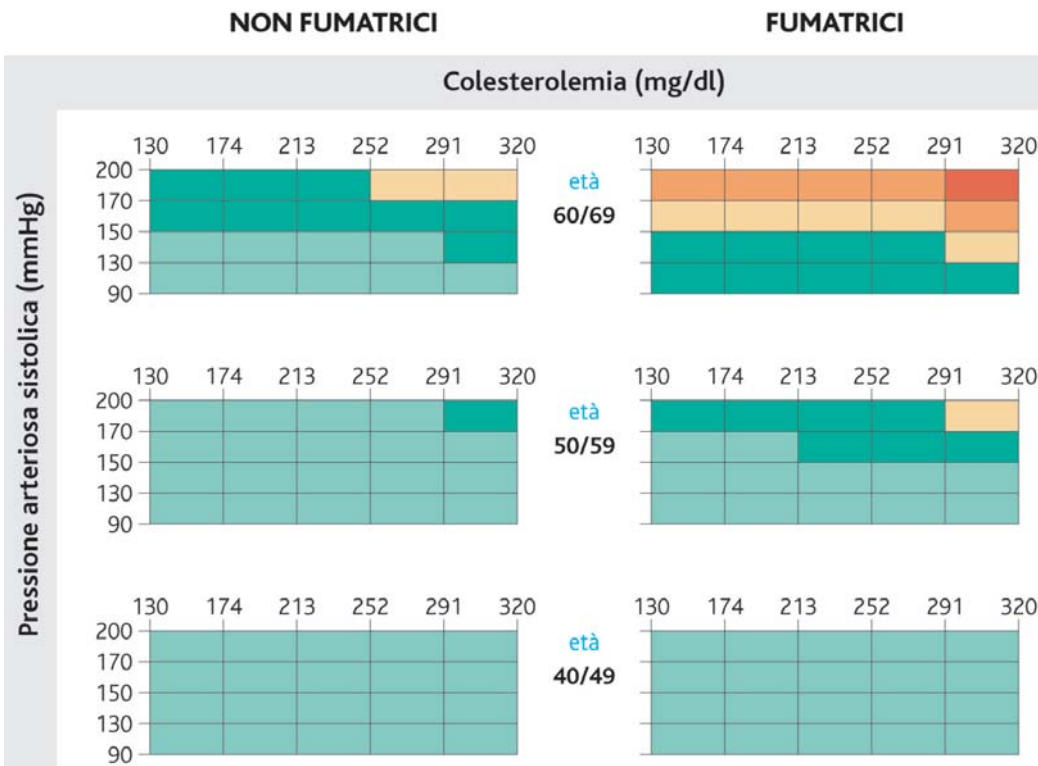 NON FUMATRICI FUMATRICI
Colesterolemia (mg/dl)
Pressione arteriosa sistolica (mmHg)
130 174 213 252 291 320 130 174 213 252 291 320
200
170
150
130
90
età
60/69
130 174 213 252 291 320 130 174 213 252 291 320
200
170
150
130
90
età
50/59
130 174 213 252 291 320 130 174 213 252 291 320
200
170
150
130
90
età
40/49